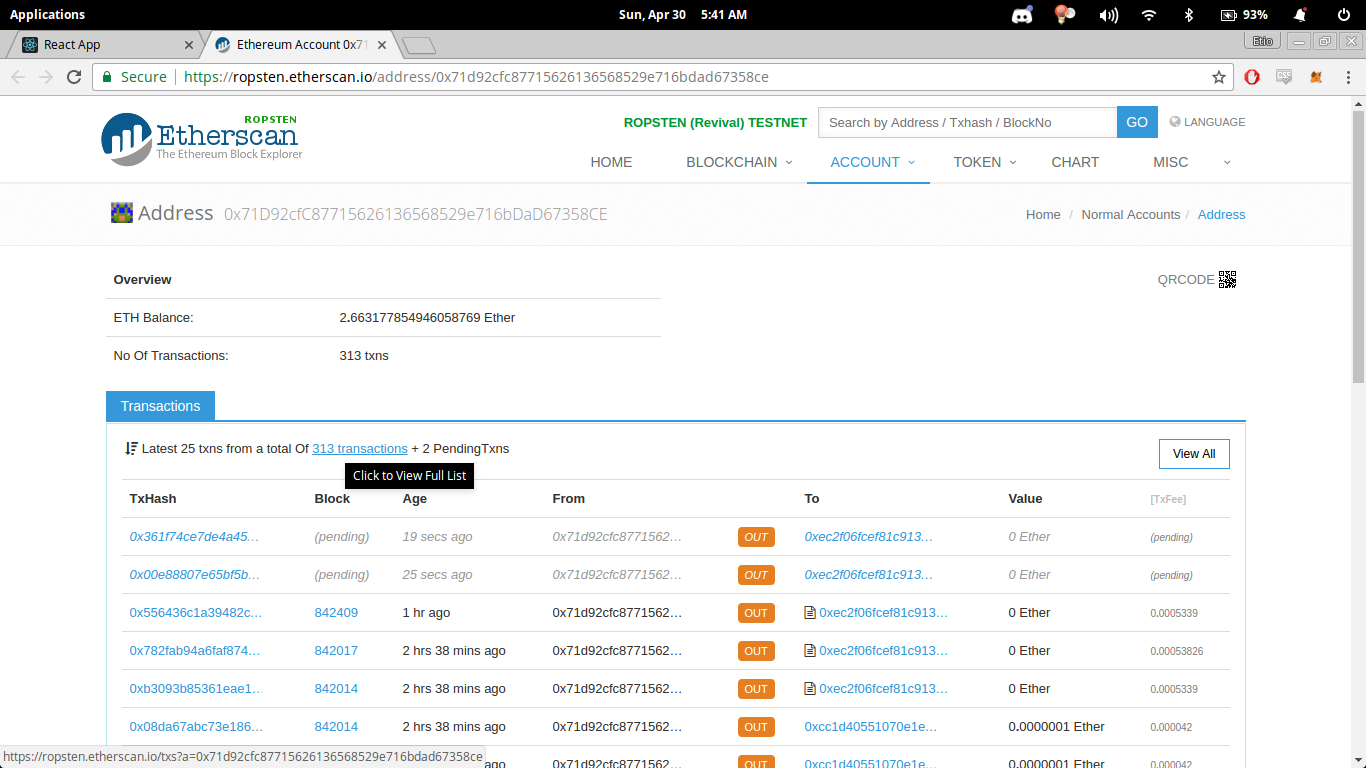 Applications
Sun, Apr 30 5:41 AM
93%
React App
Ethereum Account 0x71
Etio
Secure
https://ropsten.etherscan.io/address/0x71d92cfc87715626136568529e716bdad67358ce
ROPSTEN
Etherscan
The Ethereum Block Explorer
ROPSTEN (Revival) TESTNET
Search by Address / Txhash / BlockNo
GO
LANGUAGE
HOME BLOCKCHAIN ACCOUNT TOKEN CHART MISC
Address 0x71D92cfC87715626136568529e716bDaD67358CE
Home / Normal Accounts / Address
Overview
QRCODE
ETH Balance: 2.663177854946058769 Ether
No Of Transactions: 313 txns
Transactions
Latest 25 txns from a total Of 313 transactions + 2 PendingTxns
View All
Click to View Full List
TxHash Block Age From To Value [TxFee]
0x361f74ce7de4a45... (pending) 19 secs ago 0x71d92cfc8771562... OUT 0xec2f06fcef81c913... 0 Ether (pending)
0x00e88807e65bf5b... (pending) 25 secs ago 0x71d92cfc8771562... OUT 0xec2f06fcef81c913... 0 Ether (pending)
0x556436c1a39482c... 842409 1 hr ago 0x71d92cfc8771562... OUT 0xec2f06fcef81c913... 0 Ether 0.0005339
0x782fab94a6faf874... 842017 2 hrs 38 mins ago 0x71d92cfc8771562... OUT 0xec2f06fcef81c913... 0 Ether 0.00053826
0xb3093b85361eae1... 842014 2 hrs 38 mins ago 0x71d92cfc8771562... OUT 0xec2f06fcef81c913... 0 Ether 0.0005339
0x08da67abc73e186... 842014 2 hrs 38 mins ago 0x71d92cfc8771562... OUT 0xcc1d40551070e1e... 0.0000001 Ether 0.000042
ago 0x71d92cfc8771562... OUT 0xcc1d40551070e1e... 0.0000001 Ether 0.000042
https://ropsten.etherscan.io/txs?a=0x71d92cfc87715626136568529e716bdad67358ce